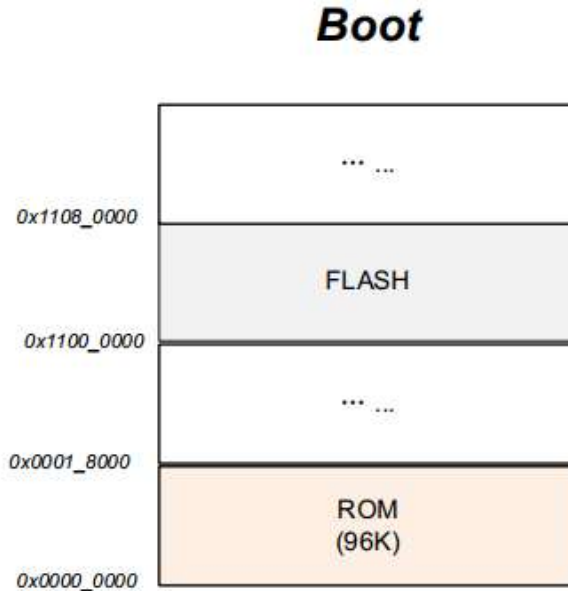 Boot
... ...
0x1108_0000
FLASH
0x1100_0000
... ...
0x0001_8000
ROM
(96K)
0x0000_0000